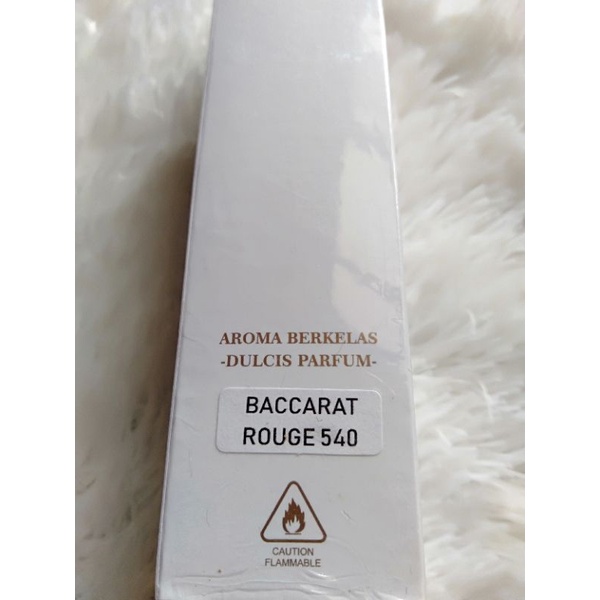 AROMA BERKELAS
-DULCIS PARFUM-
BACCARAT
ROUGE 540
CAUTION
FLAMMABLE